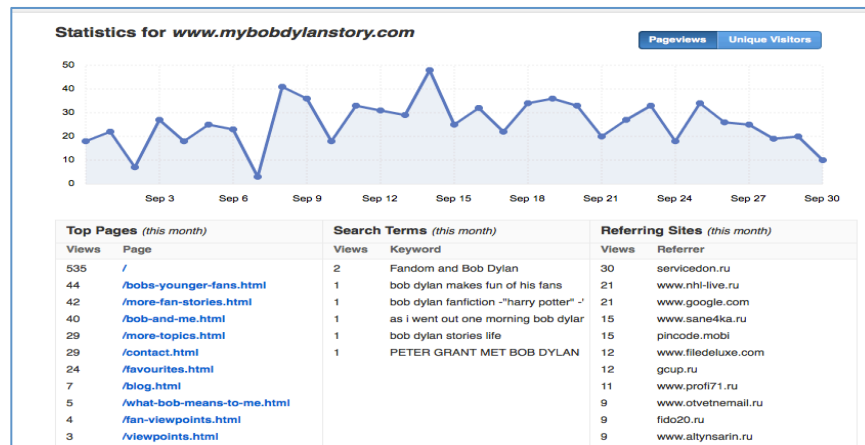 Statistics for www.mybobdylanstory.com
Pageviews Unique Visitors
50
40
30
20
10
0
Sep 3 Sep 6 Sep 9 Sep 12 Sep 15 Sep 18 Sep 21 Sep 24 Sep 27 Sep 30
Top Pages (this month) Search Terms (this month) Referring Sites (this month)
Views Page Views Keyword Views Referrer
535 / 2 Fandom and Bob Dylan 30 servicedon.ru
44 /bobs-younger-fans.html 1 bob dylan makes fun of his fans 21 www.nhl-live.ru
42 /more-fan-stories.html 1 bob dylan fanfiction -"harry potter" -' 21 www.google.com
40 /bob-and-me.html 1 as i went out one morning bob dylar 15 www.sane4ka.ru
29 /more-topics.html 1 bob dylan stories life 15 pincode.mobi
29 /contact.html 1 PETER GRANT MET BOB DYLAN 12 www.filedeluxe.com
24 /favourites.html 12 gcup.ru
7 /blog.html 11 www.profi71.ru
5 /what-bob-means-to-me.html 9 www.otvetnemail.ru
4 /fan-viewpoints.html 9 fido20.ru
3 /viewpoints.html 9 www.altynsarin.ru